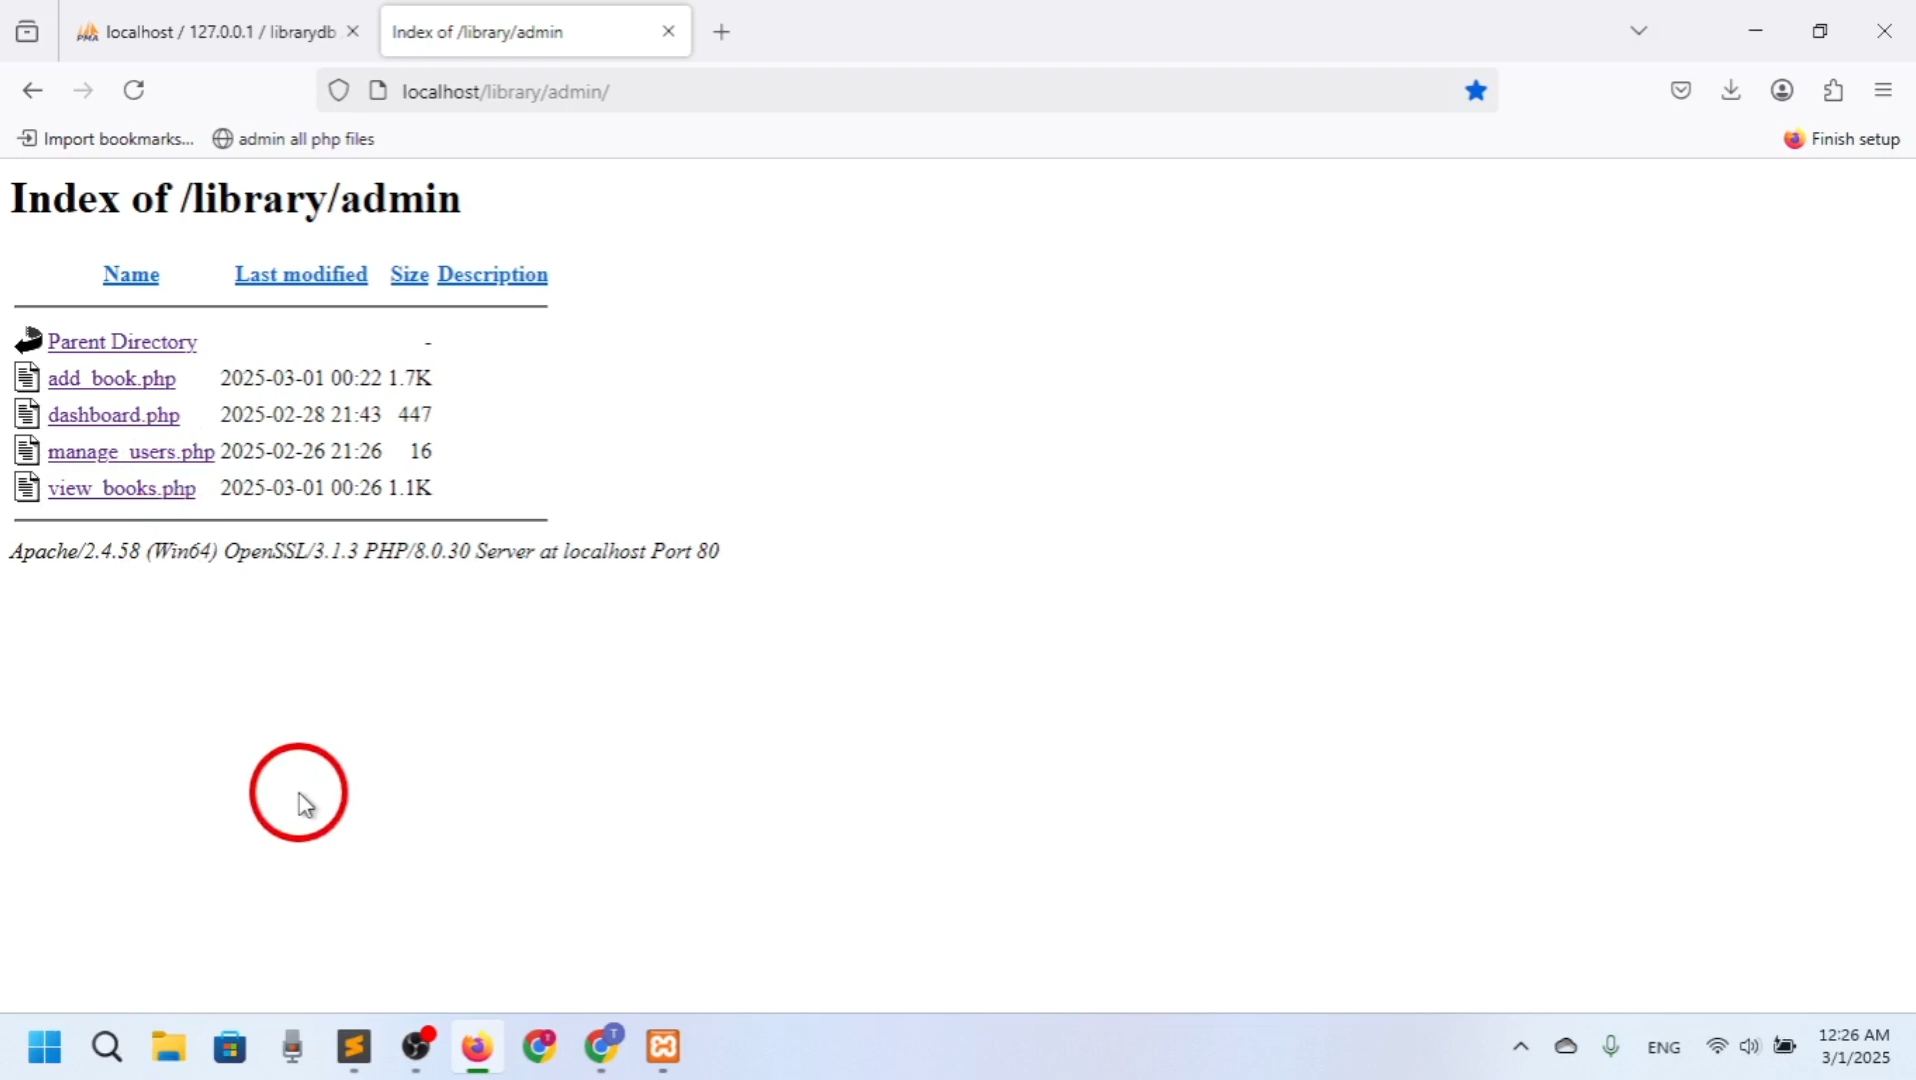 localhost / 127.0.0.1 / librarydb
Index of /library/admin
localhost/library/admin/
Import bookmarks...
admin all php files
Finish setup
Index of /library/admin
Name Last modified Size Description
Parent Directory -
add_book.php 2025-03-01 00:22 1.7K
dashboard.php 2025-02-28 21:43 447
manage_users.php 2025-02-26 21:26 16
view_books.php 2025-03-01 00:26 1.1K
Apache/2.4.58 (Win64) OpenSSL/3.1.3 PHP/8.0.30 Server at localhost Port 80
ENG
12:26 AM
3/1/2025